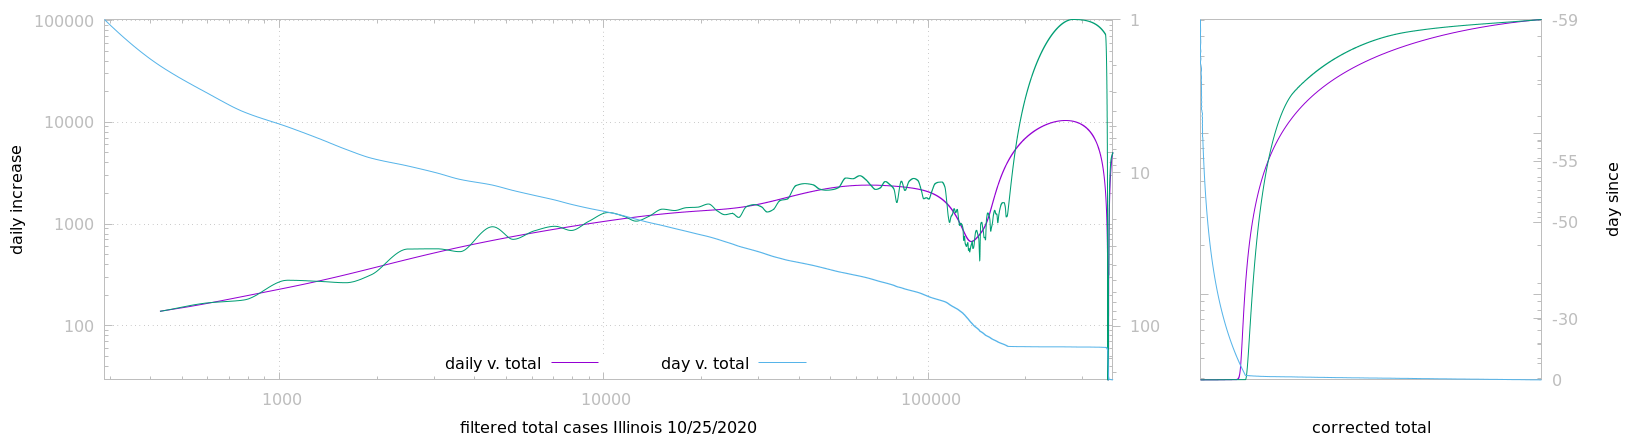 100000
10000
1000
100
daily increase
1
10
100
daily v. total
day v. total
1000
10000
100000
filtered total cases Illinois 10/25/2020
-59
-55
-50
-30
0
day since
corrected total